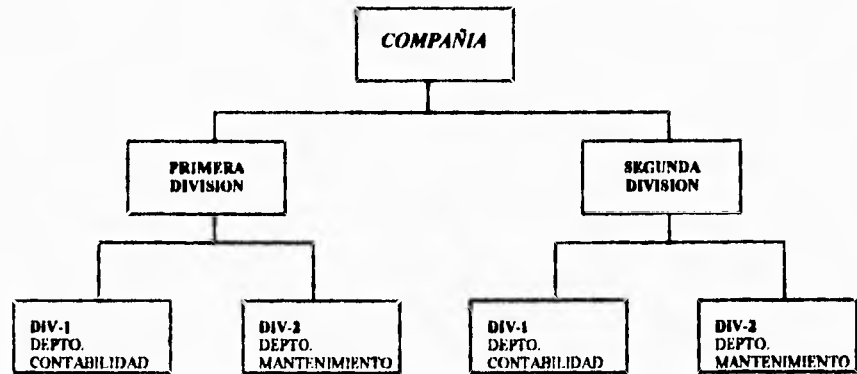 COMPAÑIA
PRIMERA
DIVISION
SEGUNDA
DIVISION
DIV-1
DEPTO.
CONTABILIDAD
DIV-2
DEPTO.
MANTENIMIENTO
DIV-1
DEPTO.
CONTABILIDAD
DIV-2
DEPTO.
MANTENIMIENTO